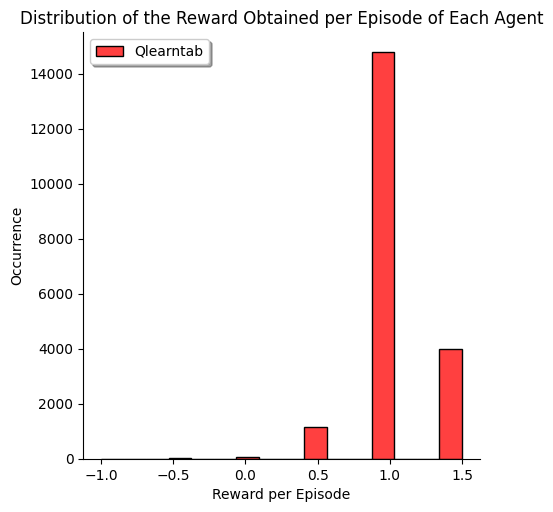 Distribution of the Reward Obtained per Episode of Each Agent
Qlearntab
14000
12000
10000
8000
6000
4000
2000
0
Occurrence
−1.0 −0.5 0.0 0.5 1.0 1.5
Reward per Episode